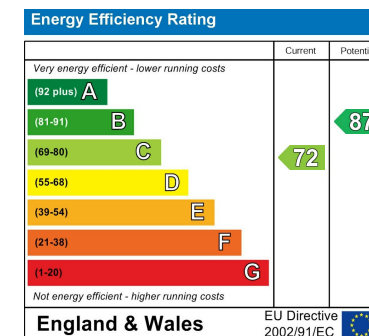 Energy Efficiency Rating
Current
Very energy efficient - lower running costs
(92 plus) A
(81-91) B
87
(69-80) C
72
(55-68) D
(39-54) E
(21-38) F
(1-20) G
Not energy efficient - higher running costs
England & Wales
EU Directive
2002/91/EC